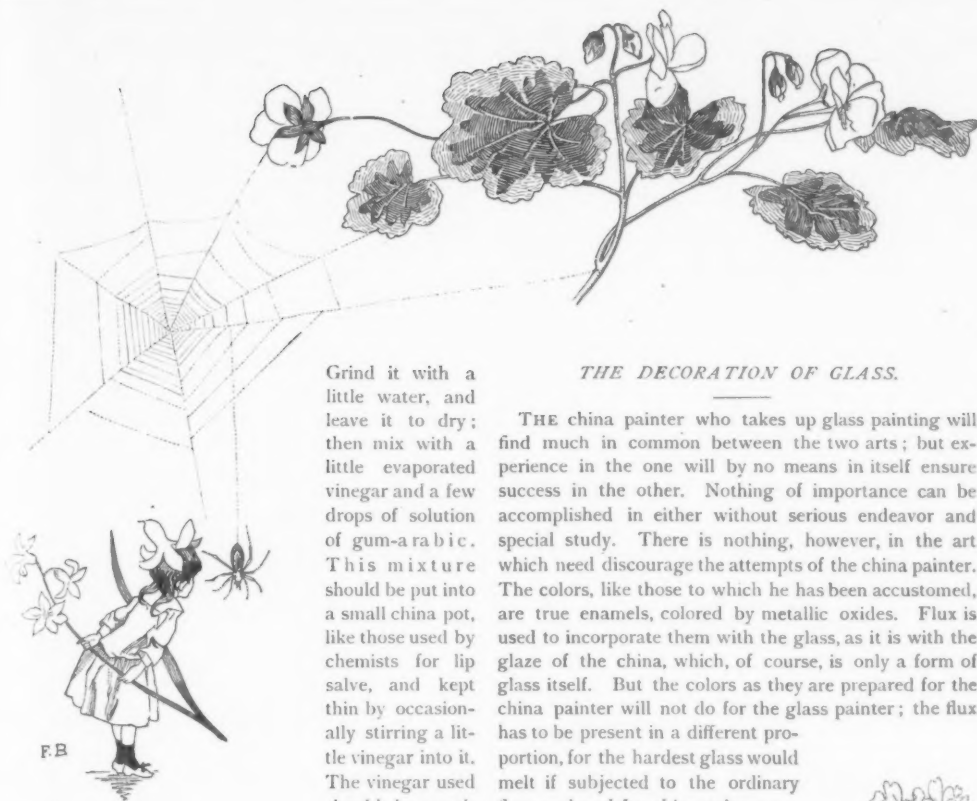 Grind it with a
little water, and
leave it to dry;
then mix with a
little evaporated
vinegar and a few
drops of solution
of gum-arabic.
This mixture
should be put into
a small china pot,
like those used by
chemists for lip
salve, and kept
thin by occasion-
ally stirring a lit-
tle vinegar into it.
The vinegar used
THE DECORATION OF GLASS.
THE china painter who takes up glass painting will
find much in common between the two arts; but ex-
perience in the one will by no means in itself ensure
success in the other. Nothing of importance can be
accomplished in either without serious endeavor and
special study. There is nothing, however, in the art
which need discourage the attempts of the china painter.
The colors, like those to which he has been accustomed,
are true enamels, colored by metallic oxides. Flux is
used to incorporate them with the glass, as it is with the
glaze of the china, which, of course, is only a form of
glass itself. But the colors as they are prepared for the
china painter will not do for the glass painter; the flux
has to be present in a different pro-
portion, for the hardest glass would
melt if subjected to the ordinary
F.B